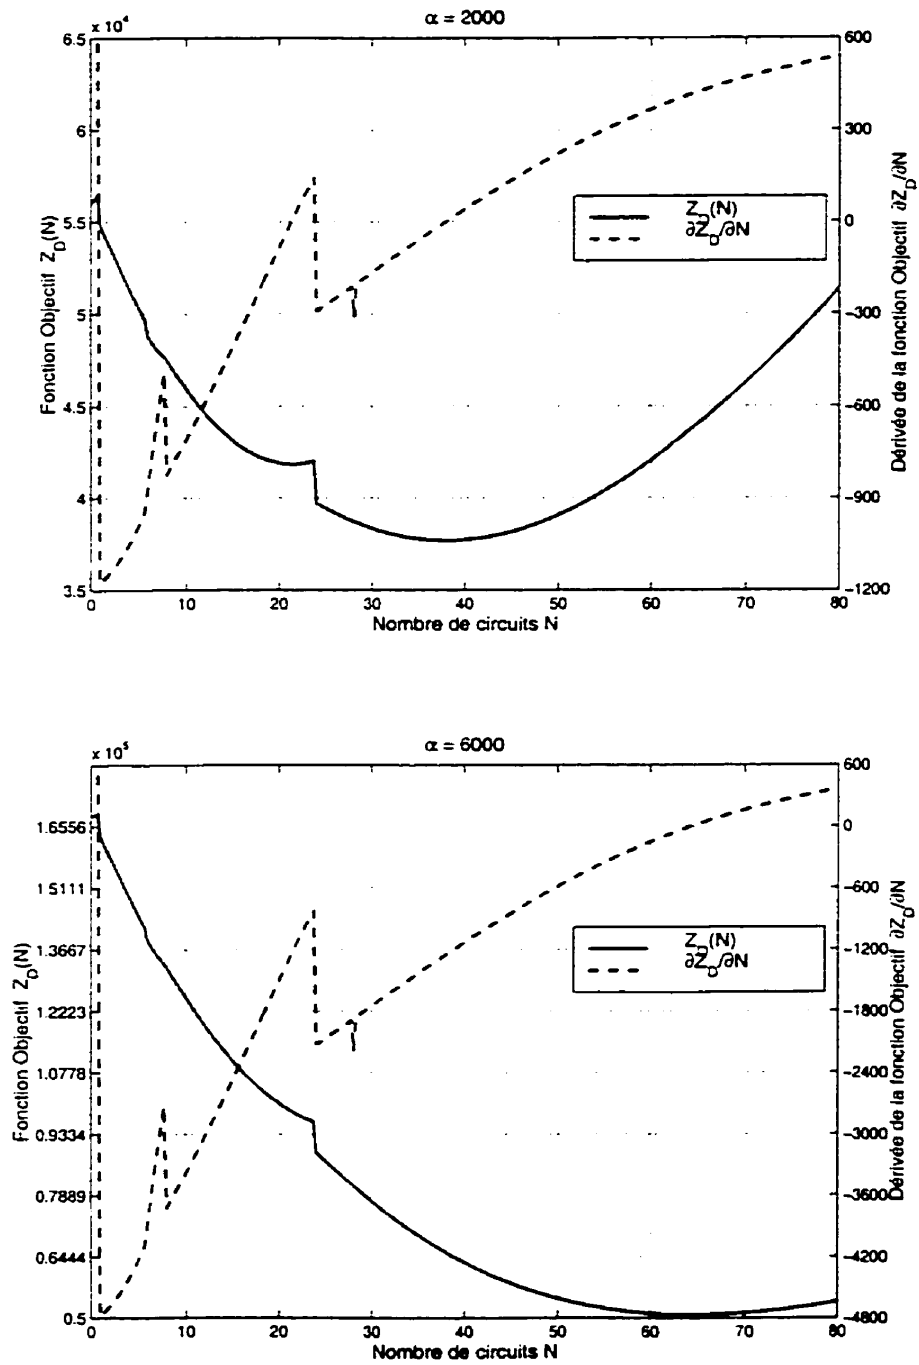 α = 2000
x 10⁴
6.5
6
5.5
5
4.5
4
3.5
Fonction Objectif Z_D(N)
600
300
0
−300
−600
−900
−1200
Dérivée de la fonction Objectif ∂Z_D/∂N
Z_D(N)
∂Z_D/∂N
0 10 20 30 40 50 60 70 80
Nombre de circuits N
α = 6000
x 10⁵
1.6556
1.5111
1.3667
1.2223
1.0778
0.9334
0.7889
0.6444
0.5
Fonction Objectif Z_D(N)
600
0
−600
−1200
−1800
−2400
−3000
−3600
−4200
−4800
Dérivée de la fonction Objectif ∂Z_D/∂N
Z_D(N)
∂Z_D/∂N
0 10 20 30 40 50 60 70 80
Nombre de circuits N